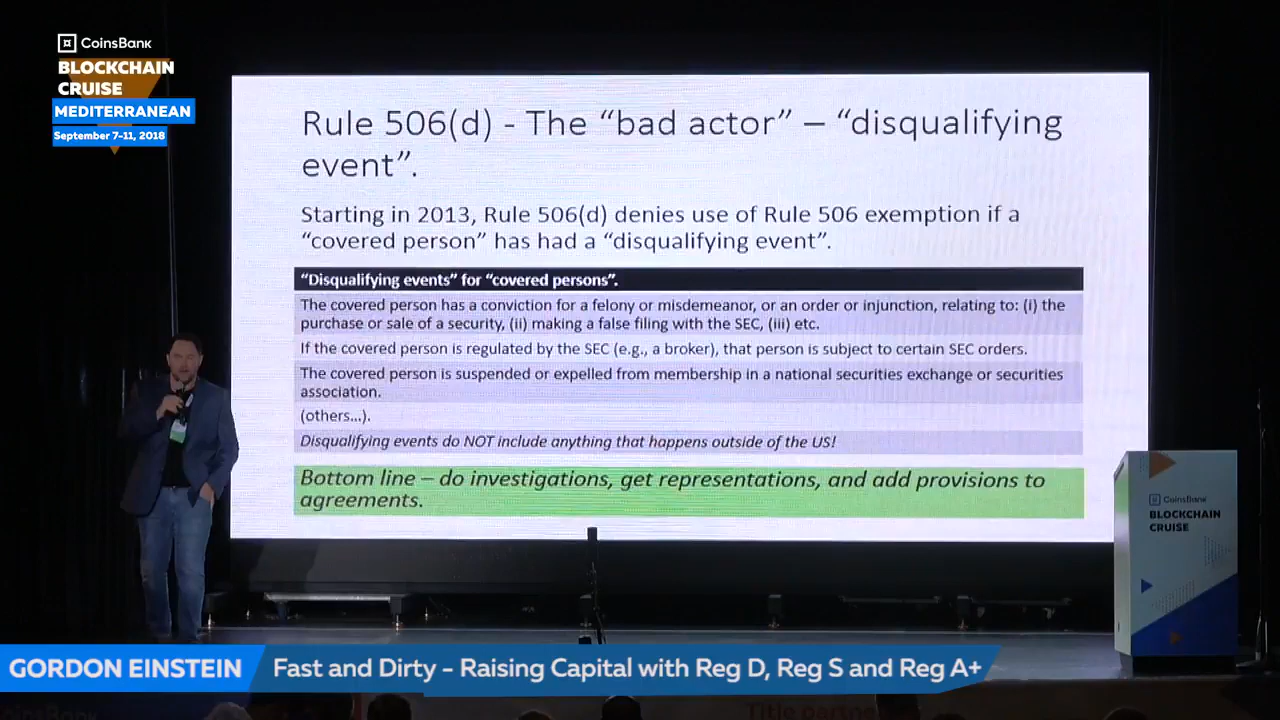 CoinsBank
BLOCKCHAIN
CRUISE
MEDITERRANEAN
September 7-11, 2018
Rule 506(d) - The “bad actor” – “disqualifying
event”.
Starting in 2013, Rule 506(d) denies use of Rule 506 exemption if a
“covered person” has had a “disqualifying event”.
“Disqualifying events” for “covered persons”.
The covered person has a conviction for a felony or misdemeanor, or an order or injunction, relating to: (i) the
purchase or sale of a security, (ii) making a false filing with the SEC, (iii) etc.
If the covered person is regulated by the SEC (e.g., a broker), that person is subject to certain SEC orders.
The covered person is suspended or expelled from membership in a national securities exchange or securities
association.
(others...).
Disqualifying events do NOT include anything that happens outside of the US!
Bottom line – do investigations, get representations, and add provisions to
agreements.
CoinsBank
BLOCKCHAIN
CRUISE
GORDON EINSTEIN
Fast and Dirty – Raising Capital with Reg D, Reg S and Reg A+
CoinsBank
Title partner